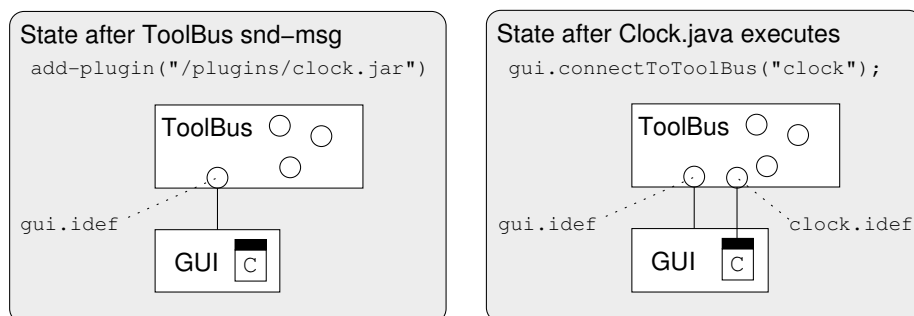 State after ToolBus snd−msg
add-plugin("/plugins/clock.jar")
ToolBus
gui.idef
GUI
C
State after Clock.java executes
gui.connectToToolBus("clock");
ToolBus
gui.idef
clock.idef
GUI
C